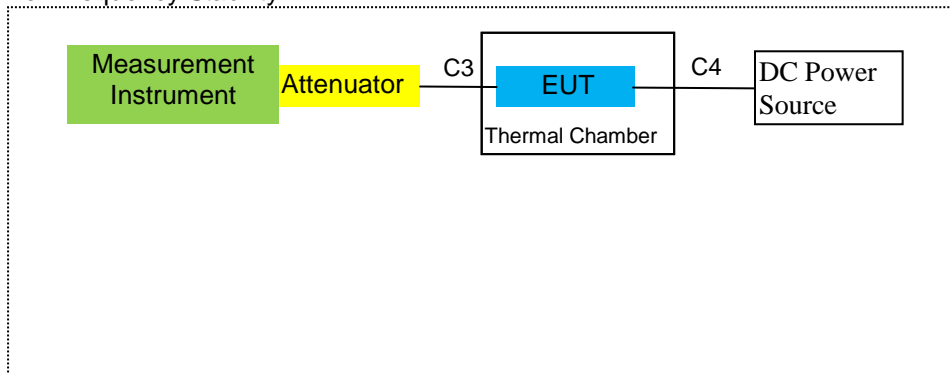 Measurement
Instrument
Attenuator
C3
EUT
Thermal Chamber
C4
DC Power
Source